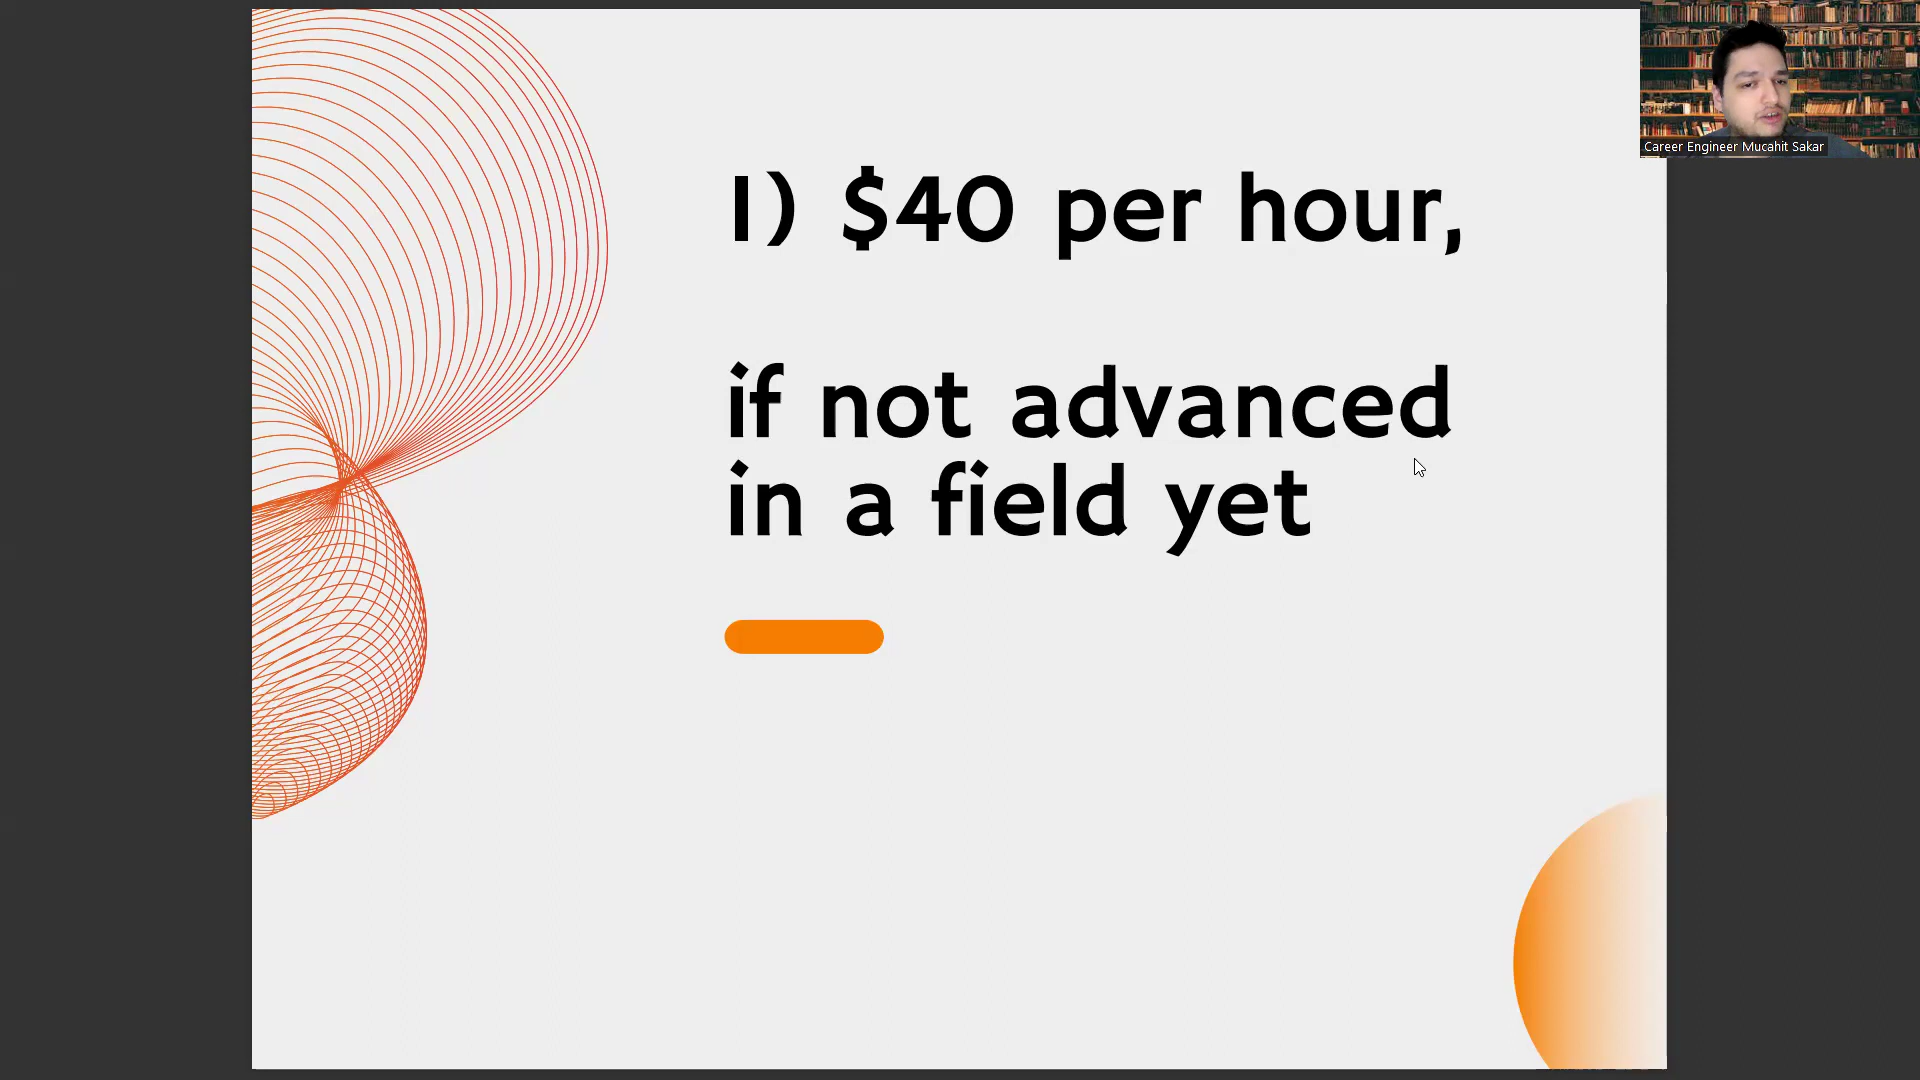 Career Engineer Mucahit Sakar
1) $40 per hour,
if not advanced
in a field yet